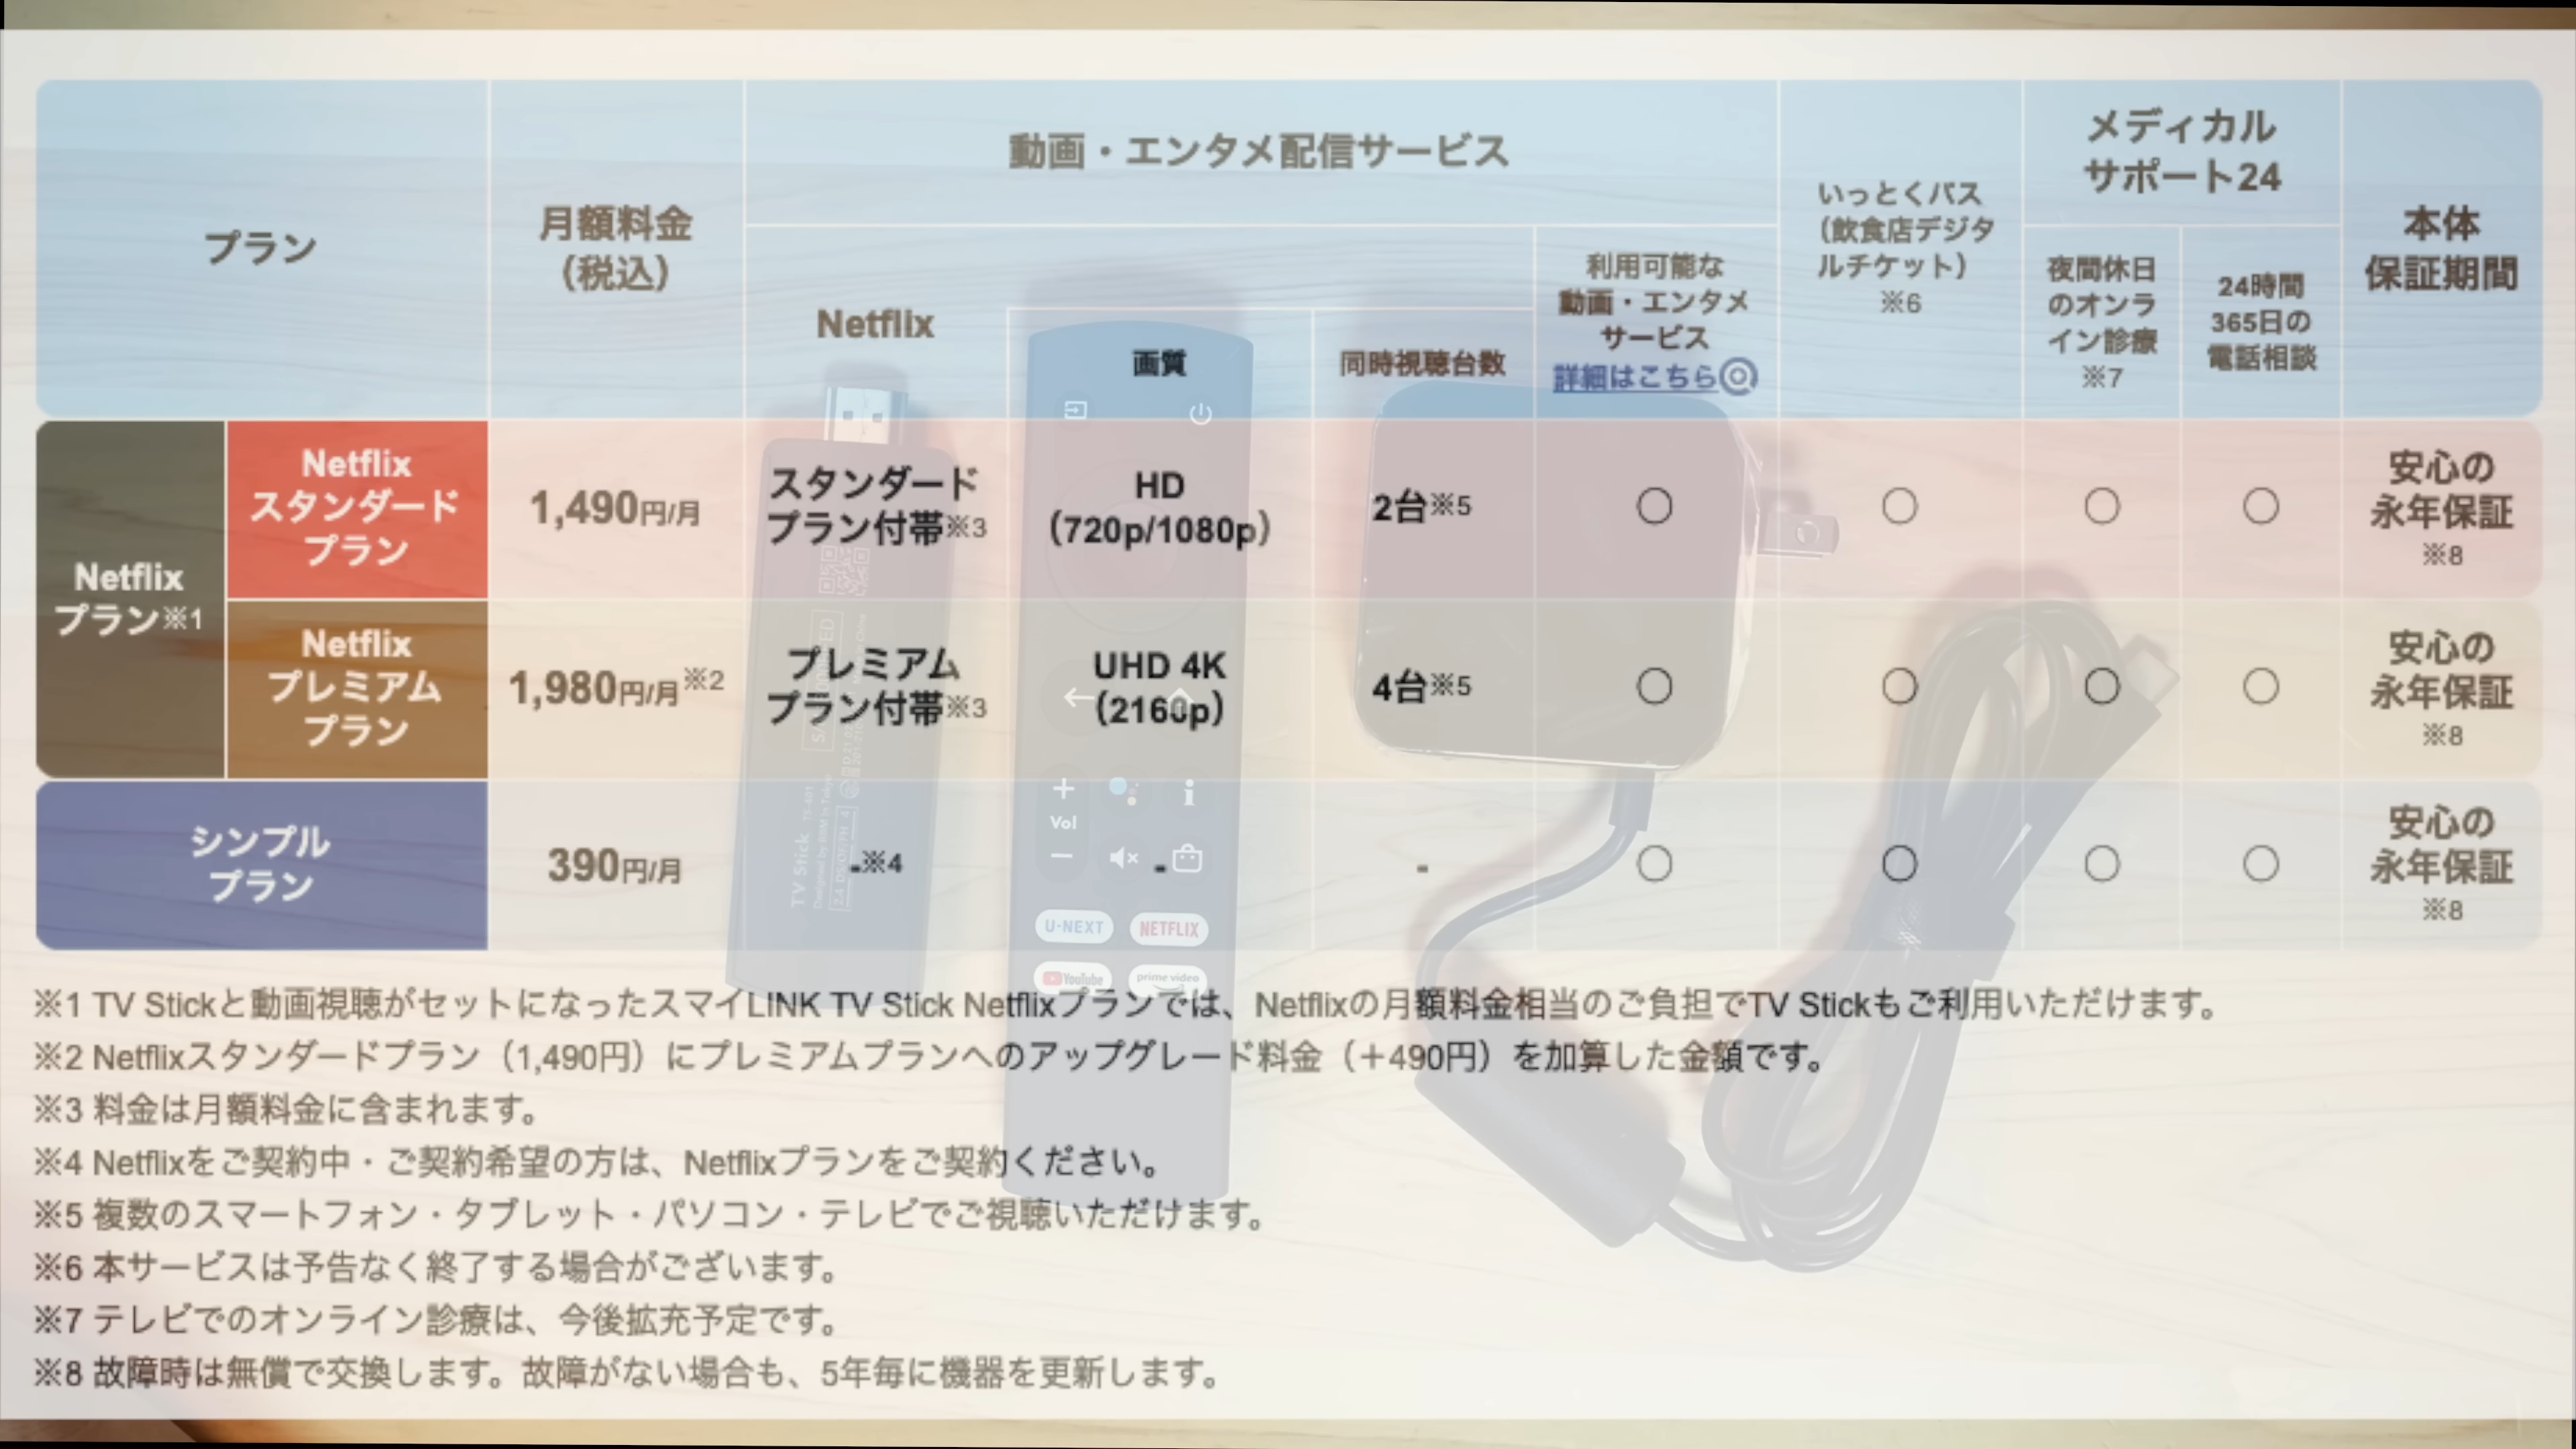 プラン
月額料金
（税込）
動画・エンタメ配信サービス
Netflix
画質
同時視聴台数
利用可能な
動画・エンタメ
サービス
詳細はこちら
いっとくパス
（飲食店デジタ
ルチケット）
※6
メディカル
サポート24
夜間休日
のオンラ
イン診療
※7
24時間
365日の
電話相談
本体
保証期間
Netflix
プラン※1
Netflix
スタンダード
プラン
1,490円/月
スタンダード
プラン付帯※3
HD
（720p/1080p）
2台※5
○
○
○
○
安心の
永年保証
※8
Netflix
プレミアム
プラン
1,980円/月※2
プレミアム
プラン付帯※3
UHD 4K
（2160p）
4台※5
○
○
○
○
安心の
永年保証
※8
シンプル
プラン
390円/月
-※4
-
-
○
○
○
○
安心の
永年保証
※8
Vol
U-NEXT
NETFLIX
YouTube
prime video
TV Stick
※1 TV Stickと動画視聴がセットになったスマイLINK TV Stick Netflixプランでは、Netflixの月額料金相当のご負担でTV Stickもご利用いただけます。
※2 Netflixスタンダードプラン（1,490円）にプレミアムプランへのアップグレード料金（＋490円）を加算した金額です。
※3 料金は月額料金に含まれます。
※4 Netflixをご契約中・ご契約希望の方は、Netflixプランをご契約ください。
※5 複数のスマートフォン・タブレット・パソコン・テレビでご視聴いただけます。
※6 本サービスは予告なく終了する場合がございます。
※7 テレビでのオンライン診療は、今後拡充予定です。
※8 故障時は無償で交換します。故障がない場合も、5年毎に機器を更新します。